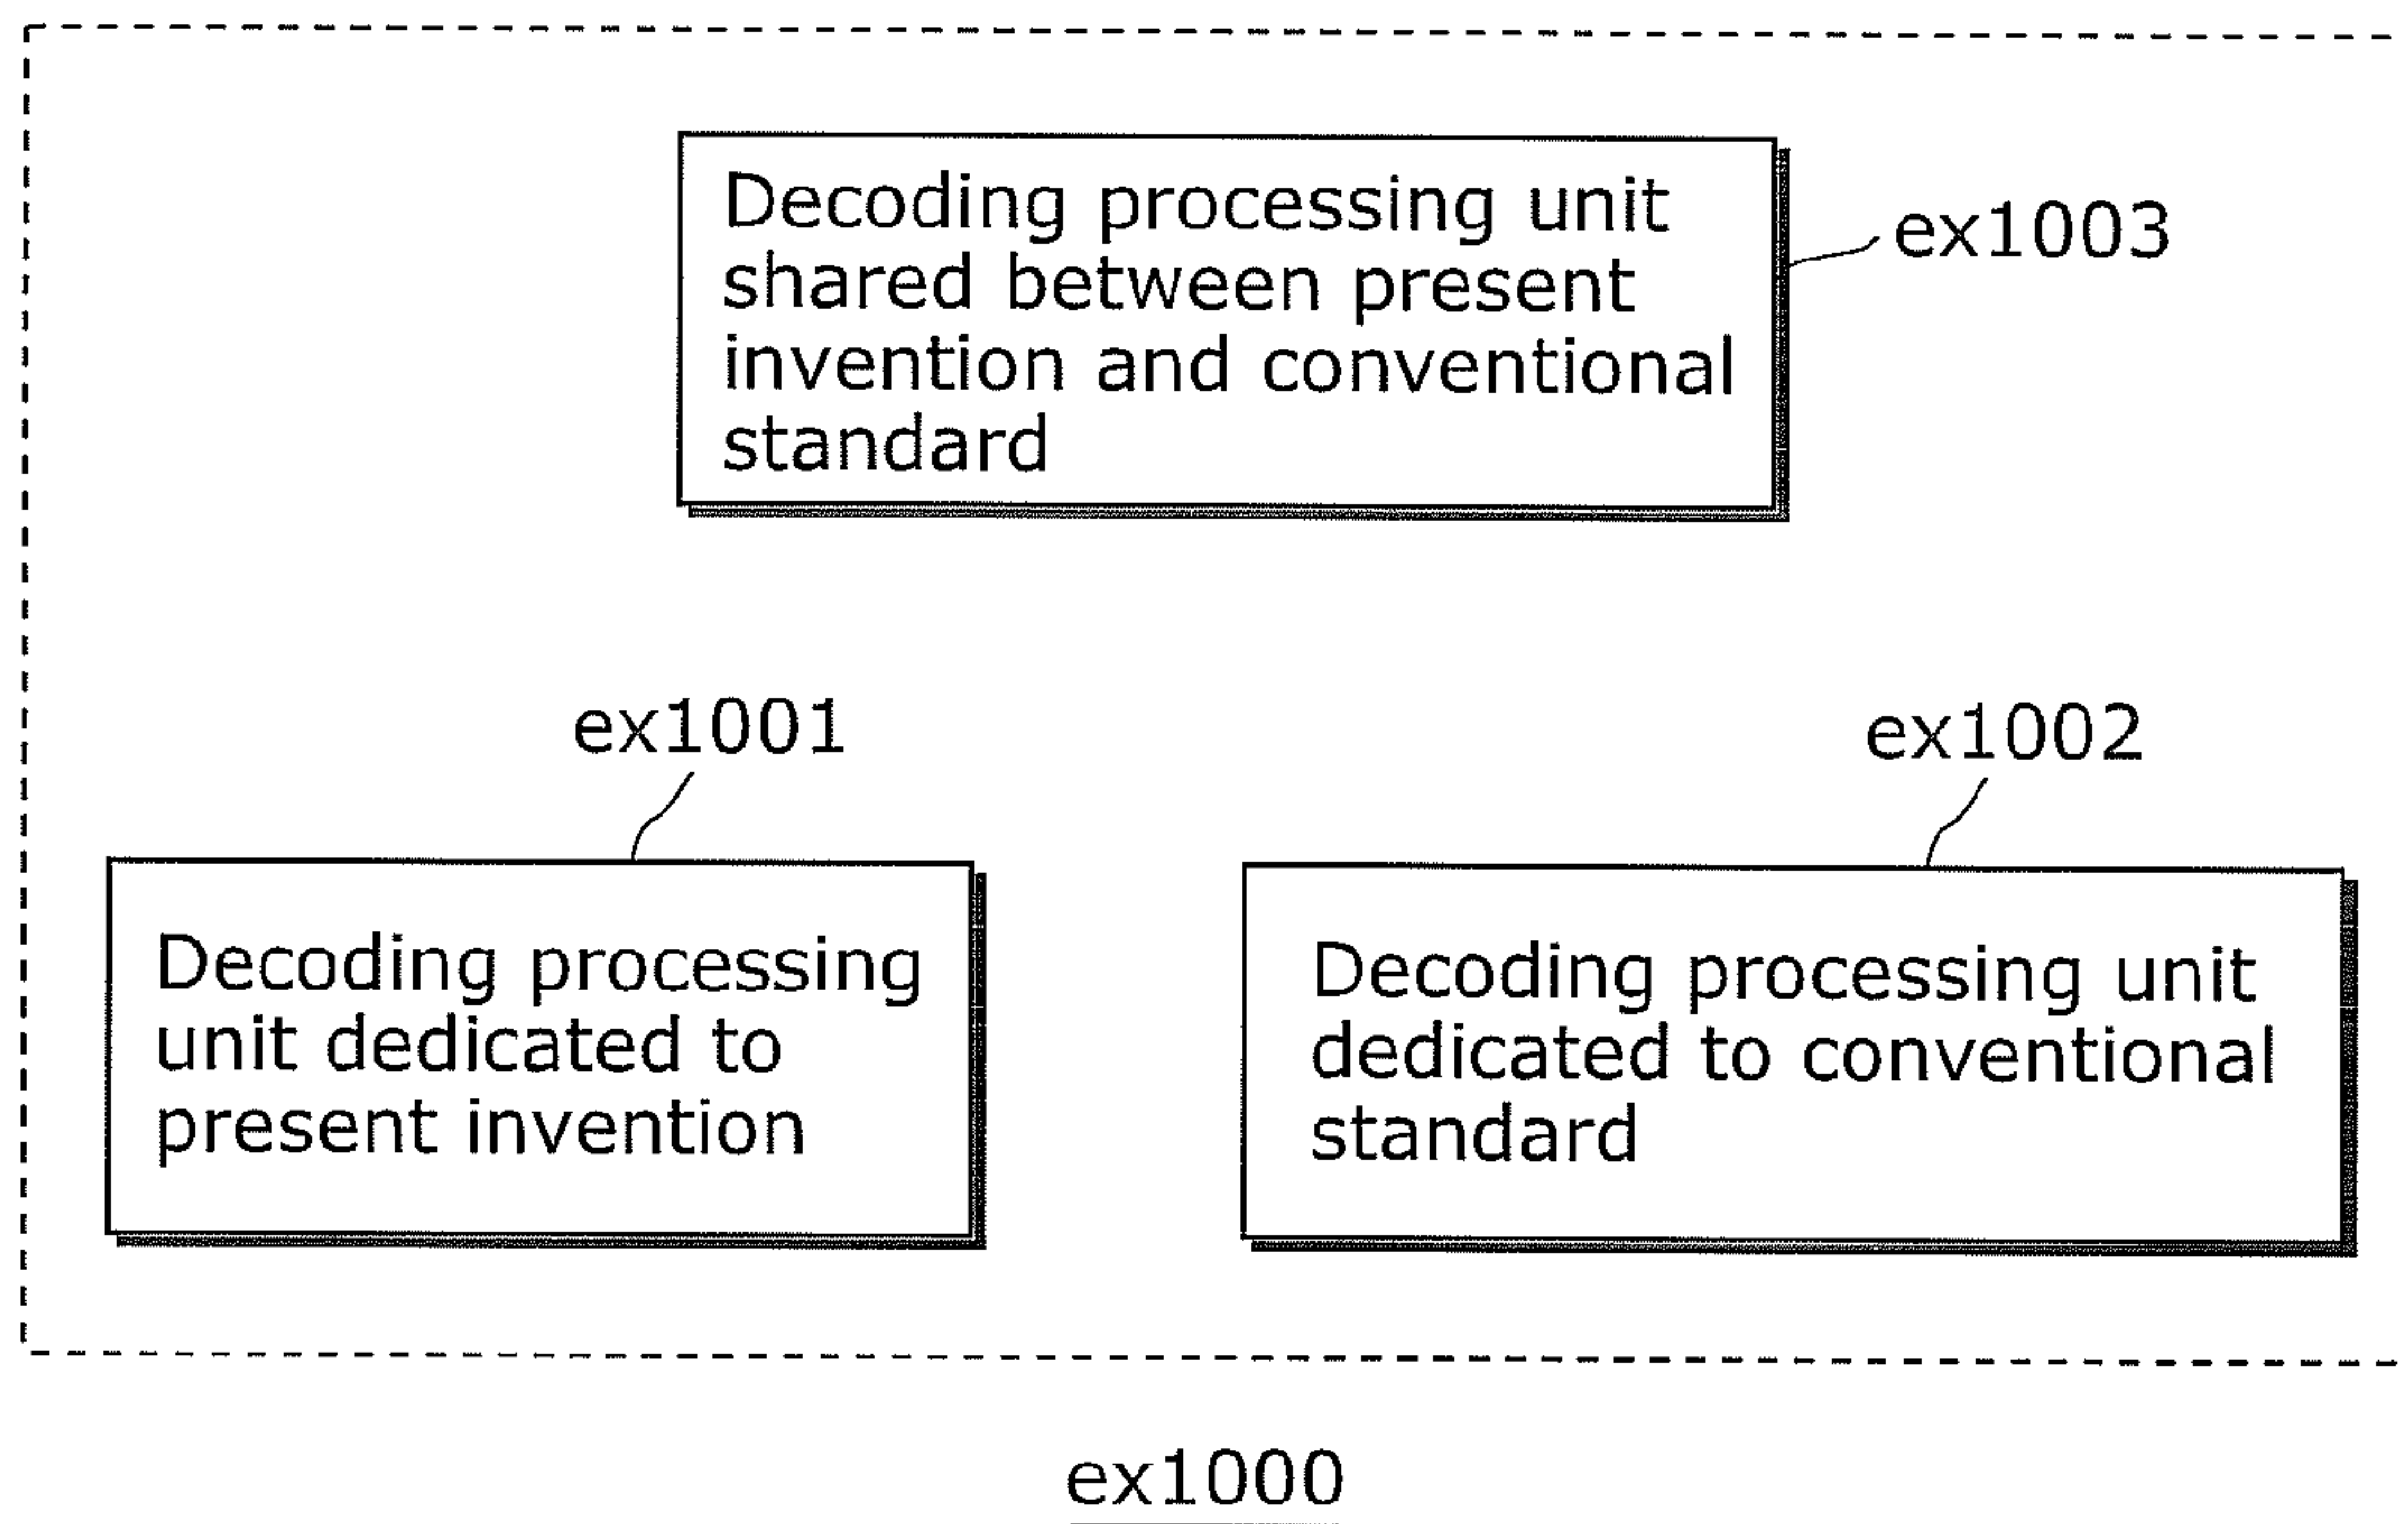 Decoding processing unit
shared between present
invention and conventional
standard
ex1003
ex1001
ex1002
Decoding processing
unit dedicated to
present invention
Decoding processing unit
dedicated to conventional
standard
ex1000